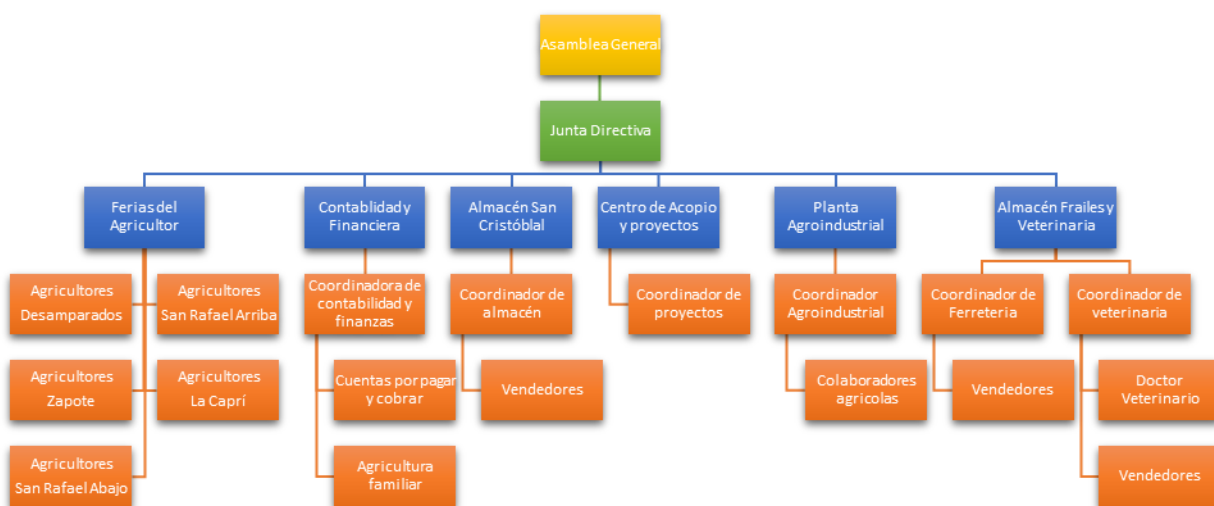 Asamblea General
Junta Directiva
Ferias del
Agricultor
Contablidad y
Financiera
Almacén San
Cristóblal
Centro de Acopio
y proyectos
Planta
Agroindustrial
Almacén Frailes y
Veterinaria
Agricultores
Desamparados
Agricultores
San Rafael Arriba
Coordinadora de
contabilidad y
finanzas
Coordinador de
almacén
Coordinador de
proyectos
Coordinador
Agroindustrial
Coordinador de
Ferreteria
Coordinador de
veterinaria
Agricultores
Zapote
Agricultores
La Caprí
Cuentas por pagar
y cobrar
Vendedores
Colaboradores
agricolas
Vendedores
Doctor
Veterinario
Agricultores
San Rafael Abajo
Agricultura
familiar
Vendedores